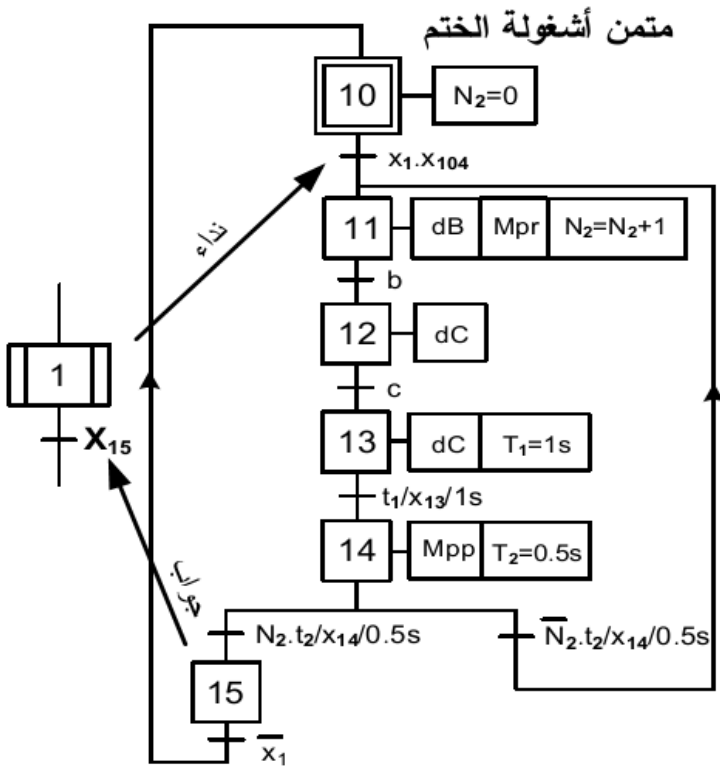 متمن أشغولة الختم
10 N₂=0
x₁.x₁₀₄
نداء
11 dB Mpr N₂=N₂+1
b
12 dC
1
c
X₁₅
13 dC T₁=1s
t₁/x₁₃/1s
14 Mpp T₂=0.5s
جواب
N₂.t₂/x₁₄/0.5s N̅₂.t₂/x₁₄/0.5s
15
x̅₁